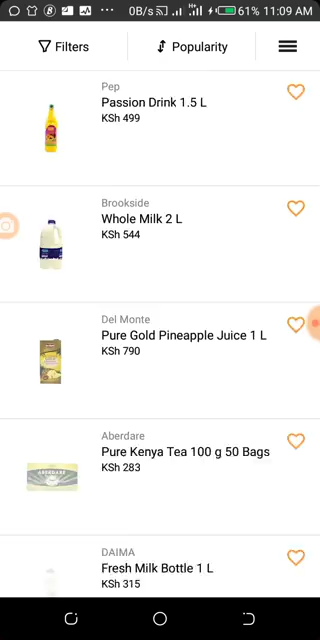 0B/s 61% 11:09 AM
Filters
Popularity
Pep
Passion Drink 1.5 L
KSh 499
Brookside
Whole Milk 2 L
KSh 544
Del Monte
Pure Gold Pineapple Juice 1 L
KSh 790
Aberdare
Pure Kenya Tea 100 g 50 Bags
KSh 283
DAIMA
Fresh Milk Bottle 1 L
KSh 315